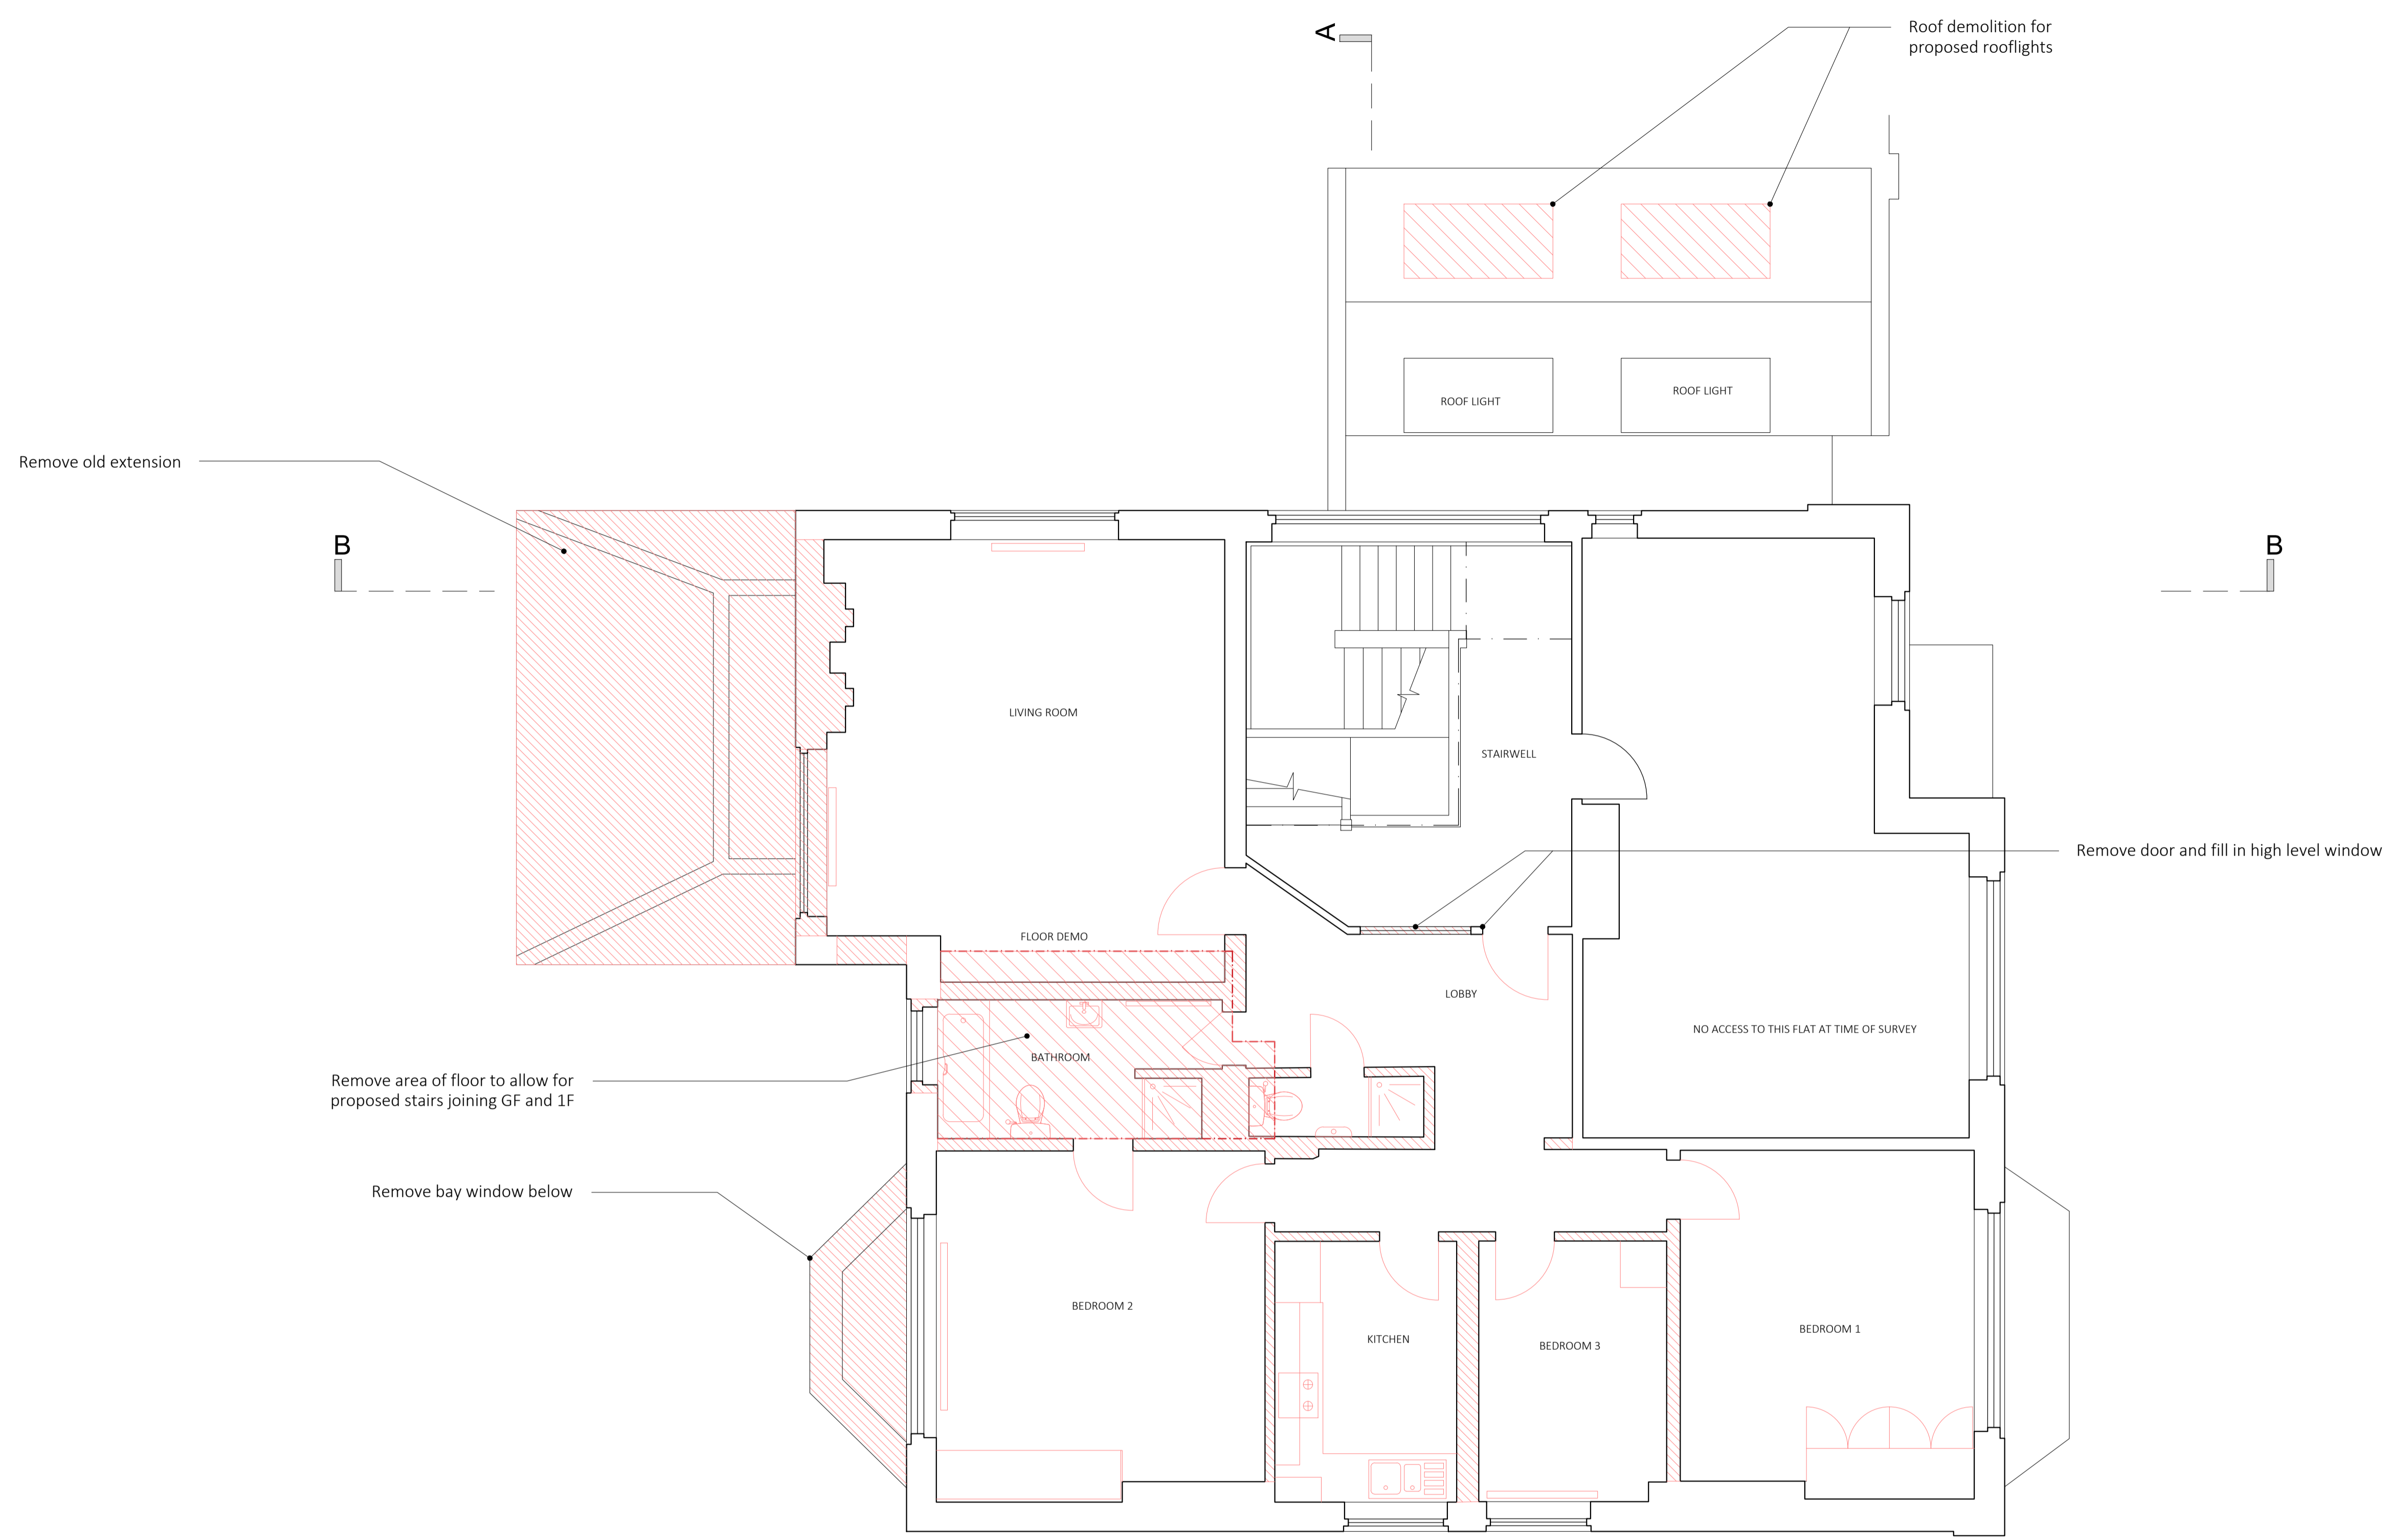 A
Roof demolition for
proposed rooflights
ROOF LIGHT
ROOF LIGHT
Remove old extension
B
B
LIVING ROOM
STAIRWELL
Remove door and fill in high level window
FLOOR DEMO
LOBBY
NO ACCESS TO THIS FLAT AT TIME OF SURVEY
BATHROOM
Remove area of floor to allow for
proposed stairs joining GF and 1F
Remove bay window below
BEDROOM 2
KITCHEN
BEDROOM 3
BEDROOM 1